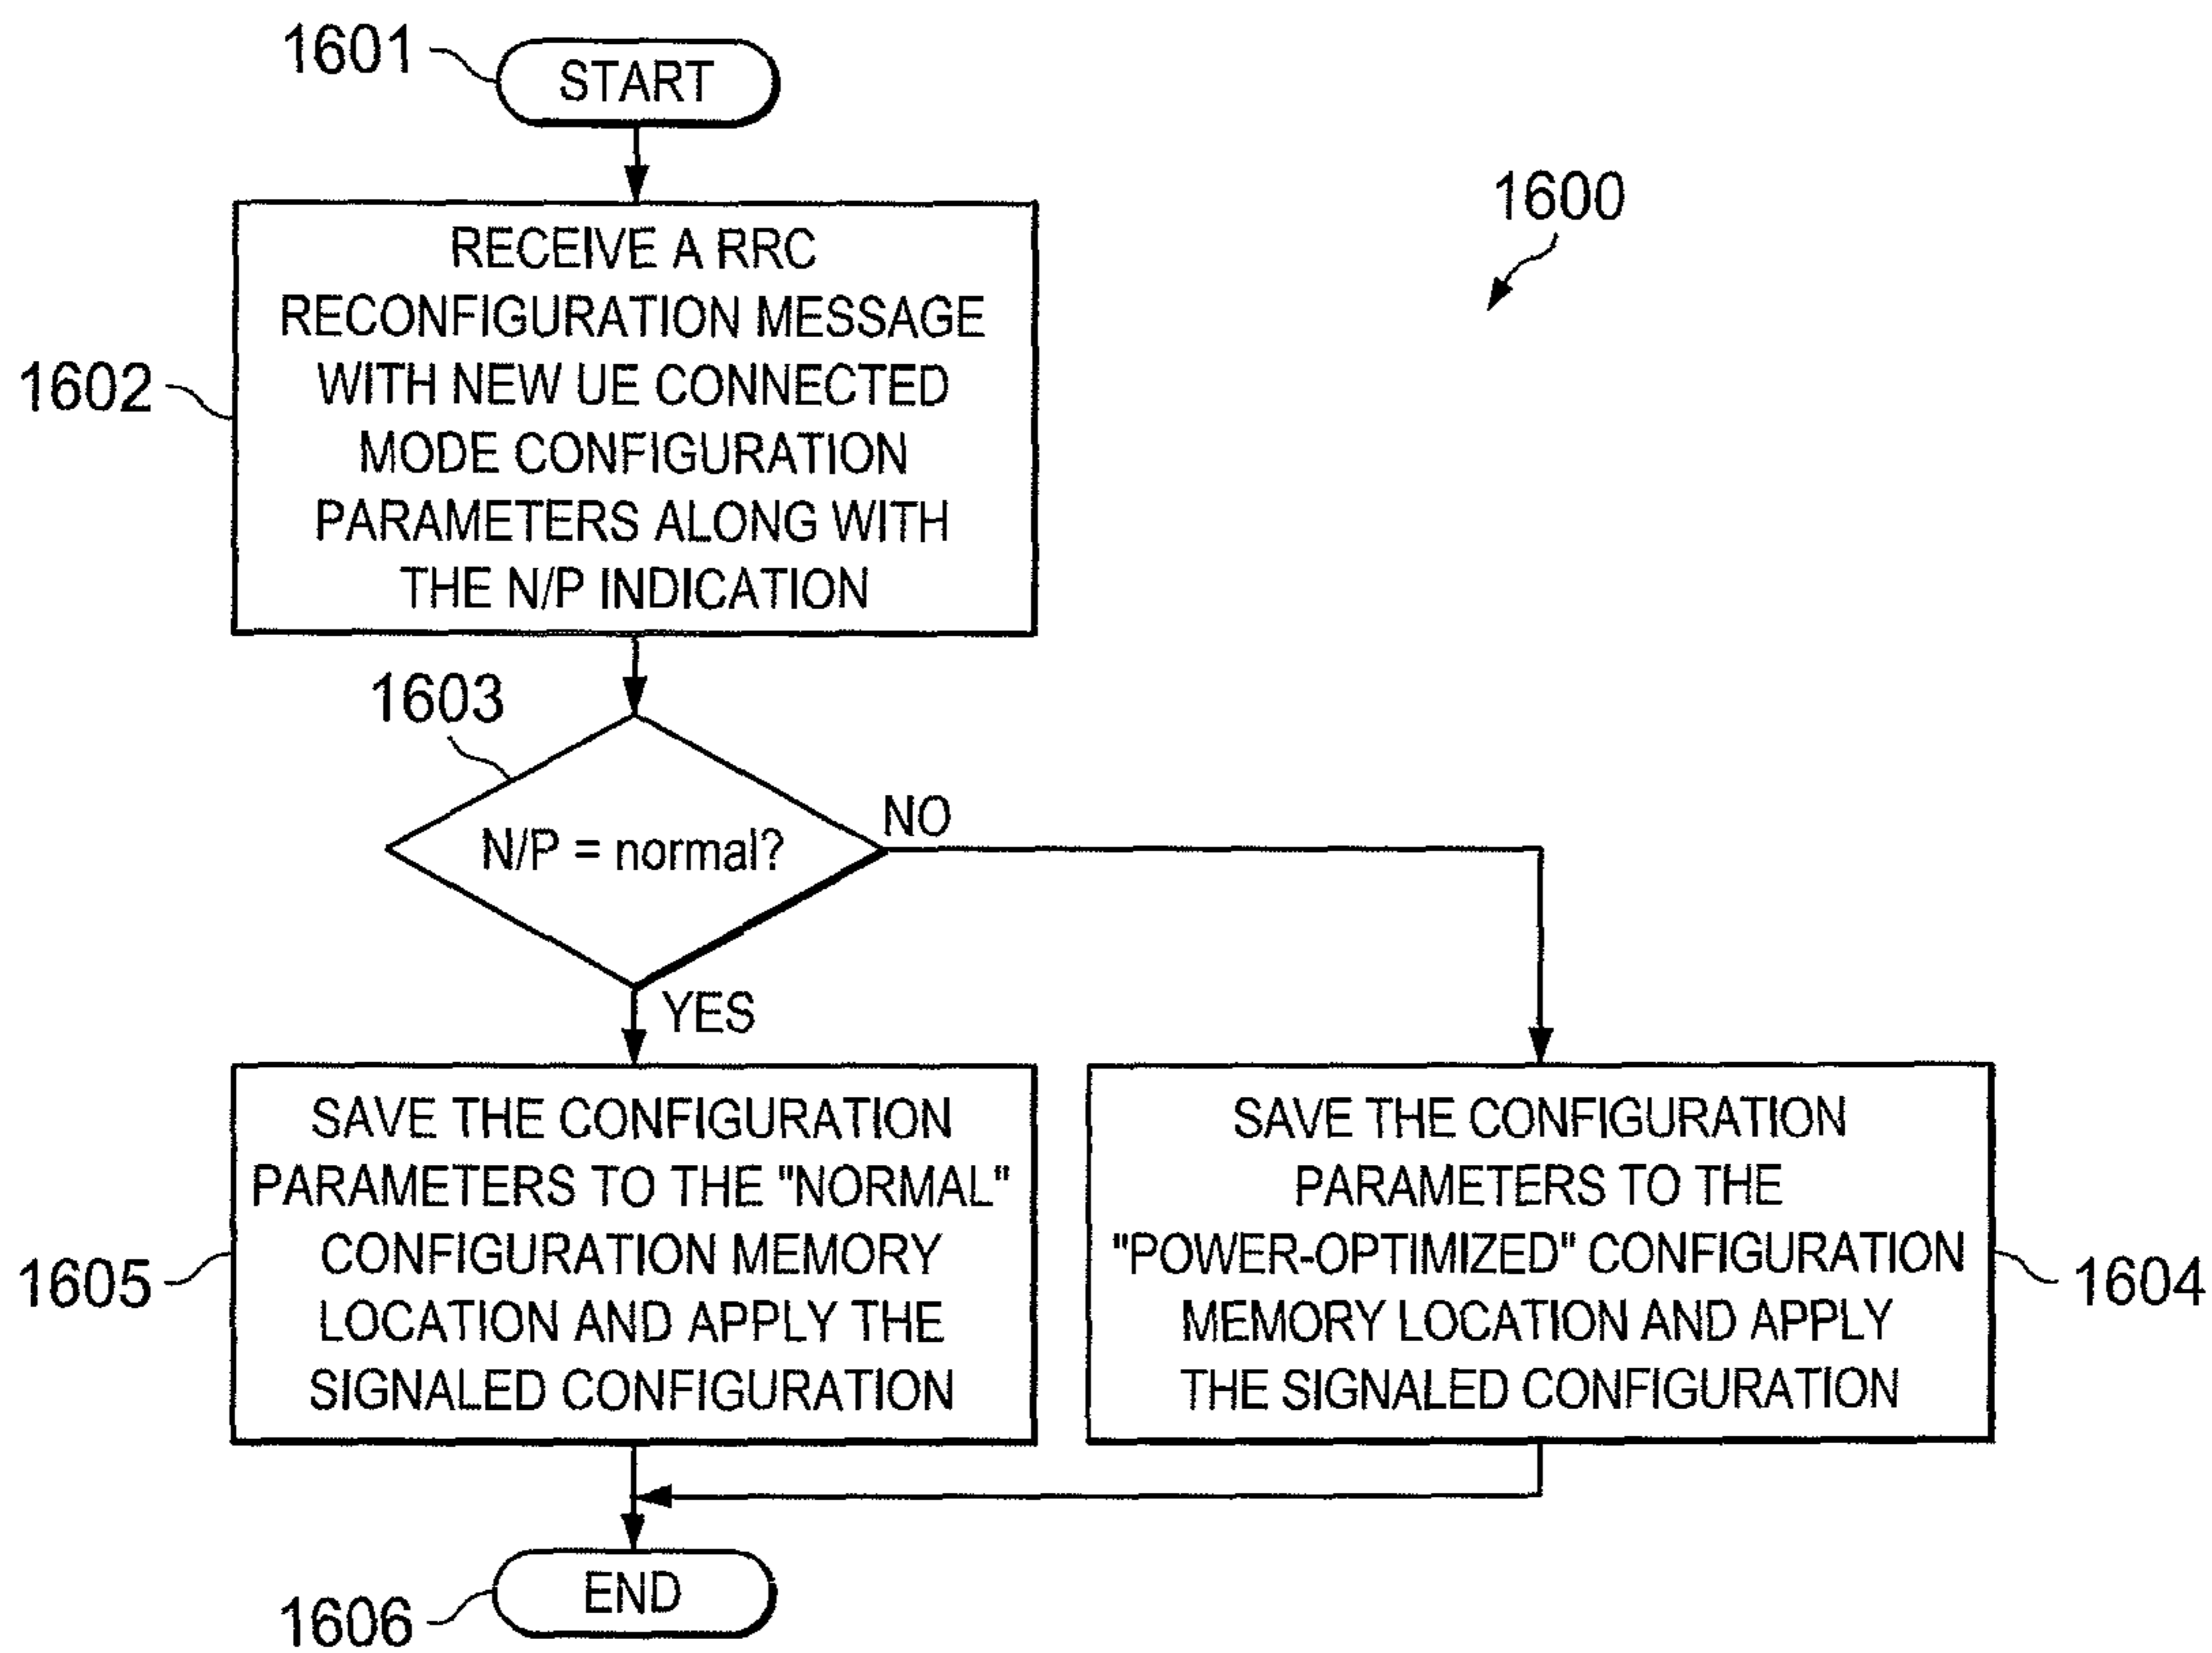 1601
START
1600
RECEIVE A RRC
RECONFIGURATION MESSAGE
WITH NEW UE CONNECTED
MODE CONFIGURATION
PARAMETERS ALONG WITH
THE N/P INDICATION
1602
1603
N/P = normal?
NO
YES
SAVE THE CONFIGURATION
PARAMETERS TO THE "NORMAL"
CONFIGURATION MEMORY
LOCATION AND APPLY THE
SIGNALED CONFIGURATION
1605
SAVE THE CONFIGURATION
PARAMETERS TO THE
"POWER-OPTIMIZED" CONFIGURATION
MEMORY LOCATION AND APPLY
THE SIGNALED CONFIGURATION
1604
END
1606